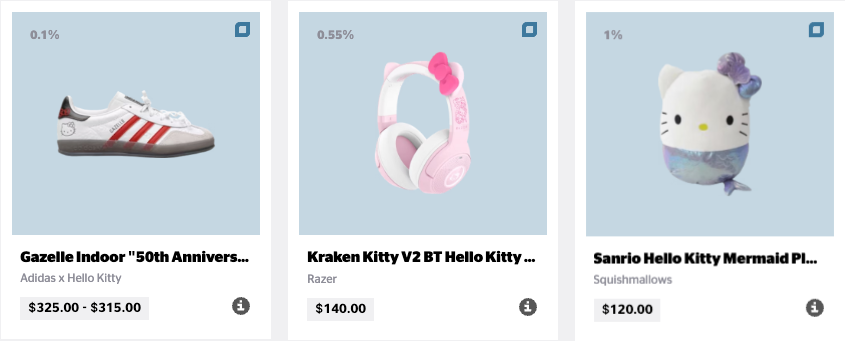 0.1%
Gazelle Indoor "50th Annivers...
Adidas x Hello Kitty
$325.00 - $315.00
0.55%
Kraken Kitty V2 BT Hello Kitty ...
Razer
$140.00
1%
Sanrio Hello Kitty Mermaid Pl...
Squishmallows
$120.00